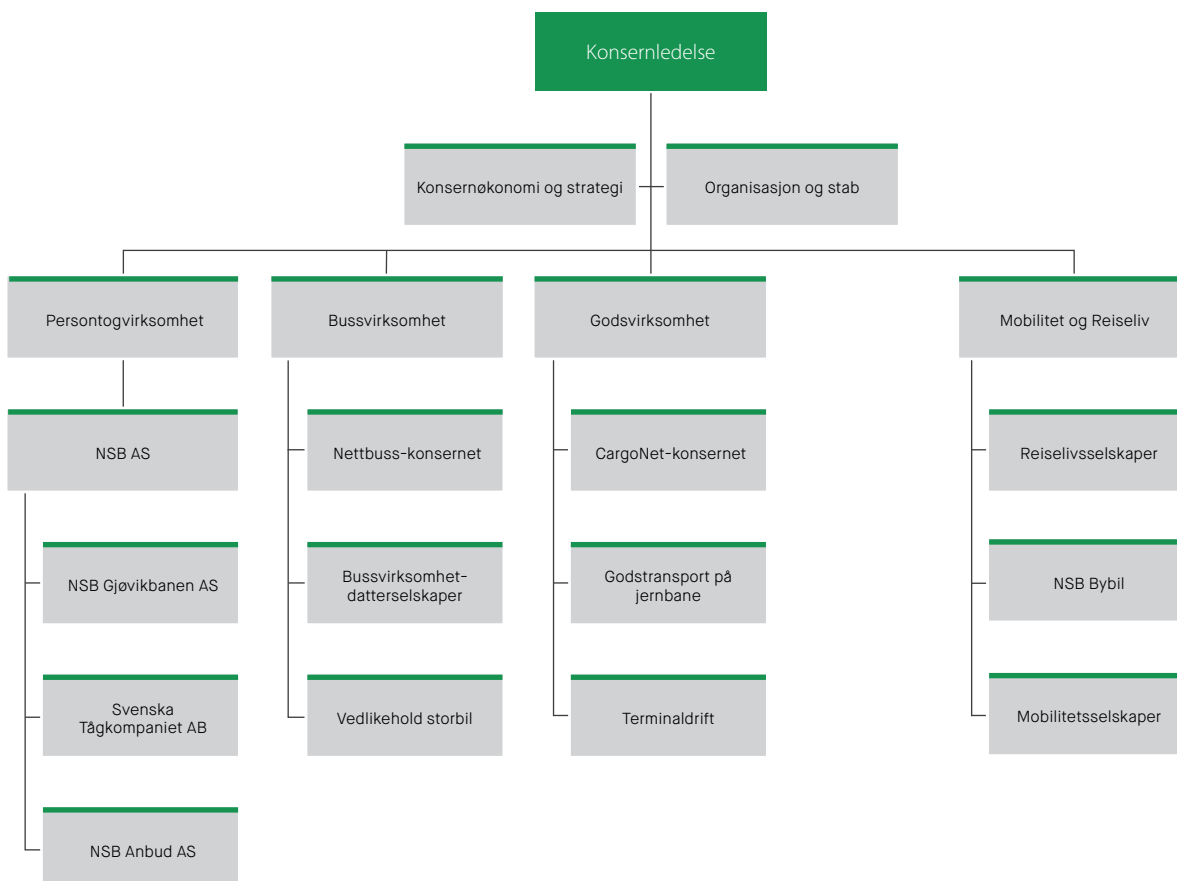 Konsernledelse
Konsernøkonomi og strategi
Organisasjon og stab
Persontogvirksomhet
Bussvirksomhet
Godsvirksomhet
Mobilitet og Reiseliv
NSB AS
Nettbuss-konsernet
CargoNet-konsernet
Reiselivsselskaper
NSB Gjøvikbanen AS
Bussvirksomhet-
datterselskaper
Godstransport på
jernbane
NSB Bybil
Svenska
Tågkompaniet AB
Vedlikehold storbil
Terminaldrift
Mobilitetsselskaper
NSB Anbud AS